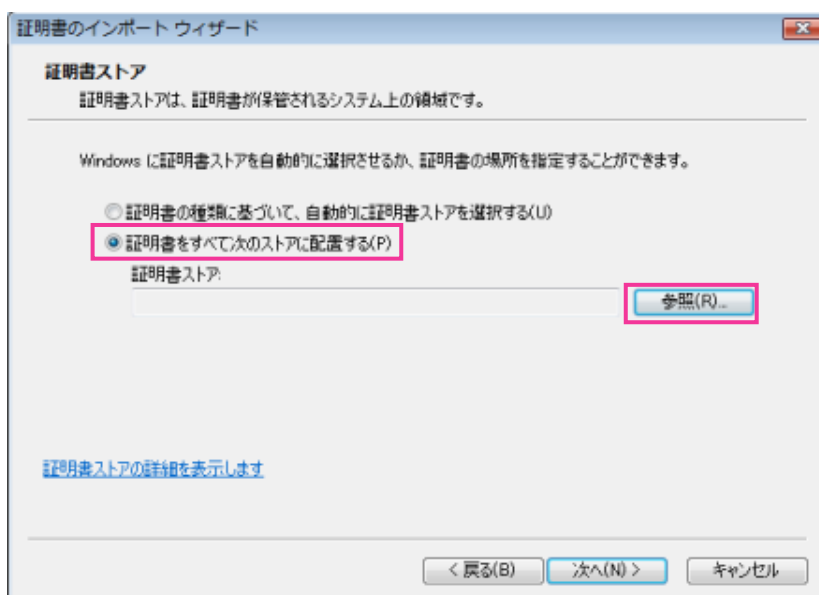 証明書のインポート ウィザード
証明書ストア
証明書ストアは、証明書が保管されるシステム上の領域です。
Windows に証明書ストアを自動的に選択させるか、証明書の場所を指定することができます。
証明書の種類に基づいて、自動的に証明書ストアを選択する(U)
証明書をすべて次のストアに配置する(P)
証明書ストア:
参照(R)...
証明書ストアの詳細を表示します
< 戻る(B)
次へ(N) >
キャンセル